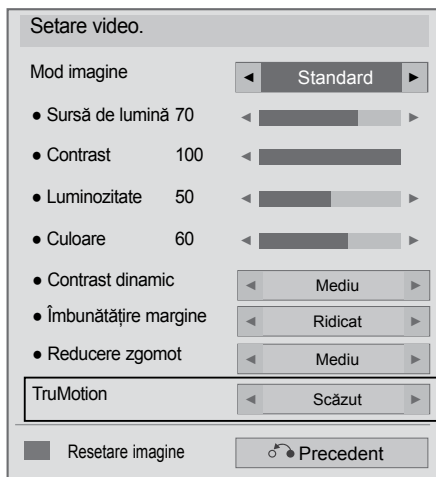 Setare video.
Mod imagine ◄ Standard ►
● Sursă de lumină 70 ◄ ►
● Contrast 100 ◄
● Luminozitate 50 ◄ ►
● Culoare 60 ◄ ►
● Contrast dinamic ◄ Mediu ►
● Îmbunătățire margine ◄ Ridicat ►
● Reducere zgomot ◄ Mediu ►
TruMotion ◄ Scăzut ►
Resetare imagine Precedent